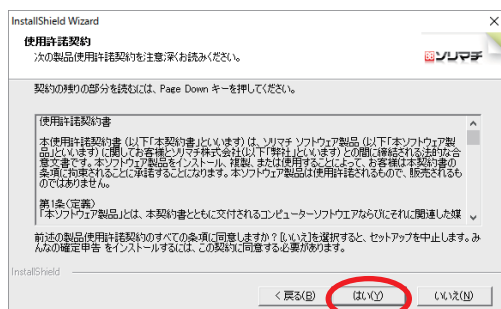 InstallShield Wizard
使用許諾契約
次の製品使用許諾契約を注意深くお読みください。
ソリマチ
契約の残りの部分を読むには、Page Down キーを押してください。
使用許諾契約書
本使用許諾契約書（以下「本契約書」といいます）は、ソリマチ ソフトウェア製品（以下「本ソフトウェア製
品」といいます）に関してお客様とソリマチ株式会社（以下「弊社」といいます）との間に締結される法的な合
意文書です。本ソフトウェア製品をインストール、複製、または使用することによって、お客様は本契約書の
条項に拘束されることに承諾することになります。本ソフトウェア製品は使用許諾されるもので、販売されるも
のではありません。
第1条(定義)
「本ソフトウェア製品」とは、本契約書とともに交付されるコンピューターソフトウエアならびにそれに関連した媒
前述の製品使用許諾契約のすべての条項に同意しますか？[いいえ]を選択すると、セットアップを中止します。み
んなの確定申告 をインストールするには、この契約に同意する必要があります。
InstallShield
< 戻る(B)
はい(Y)
いいえ(N)